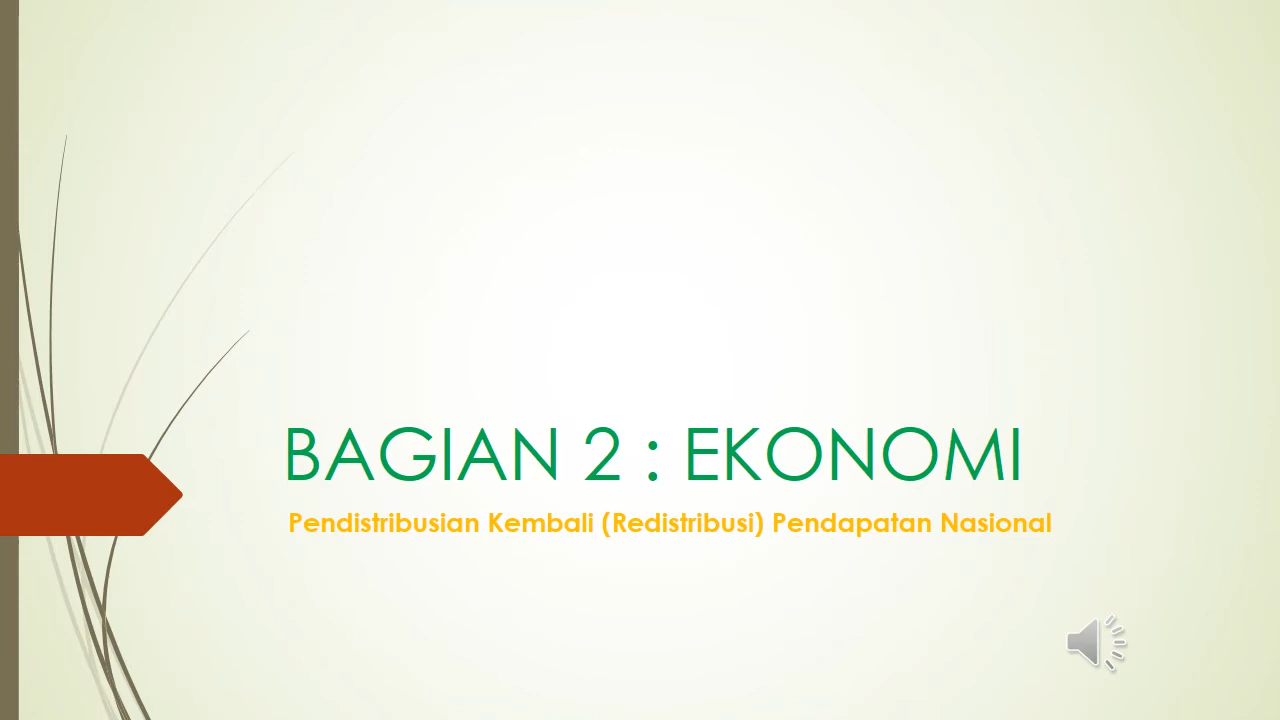 BAGIAN 2 : EKONOMI
Pendistribusian Kembali (Redistribusi) Pendapatan Nasional